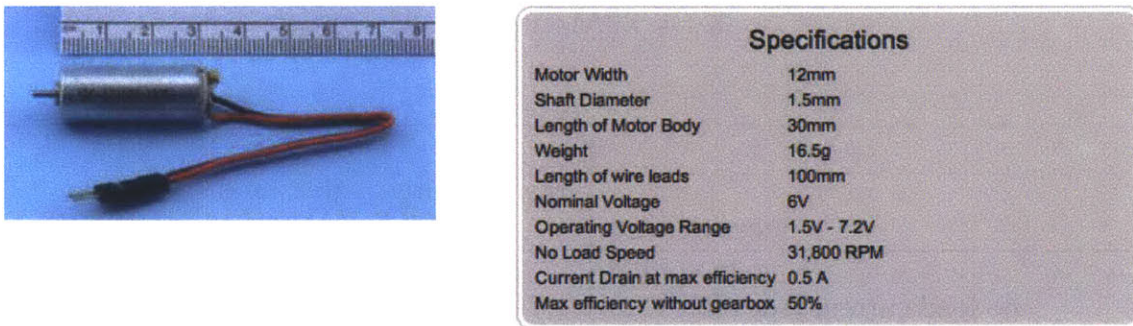 cm 1 2 3 4 5 6 7 8
Specifications
Motor Width 12mm
Shaft Diameter 1.5mm
Length of Motor Body 30mm
Weight 16.5g
Length of wire leads 100mm
Nominal Voltage 6V
Operating Voltage Range 1.5V - 7.2V
No Load Speed 31,800 RPM
Current Drain at max efficiency 0.5 A
Max efficiency without gearbox 50%